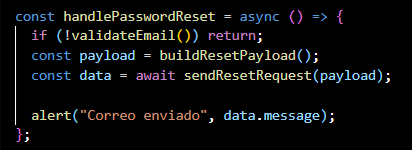 const handlePasswordReset = async () => {
  if (!validateEmail()) return;
  const payload = buildResetPayload();
  const data = await sendResetRequest(payload);

  alert("Correo enviado", data.message);
};